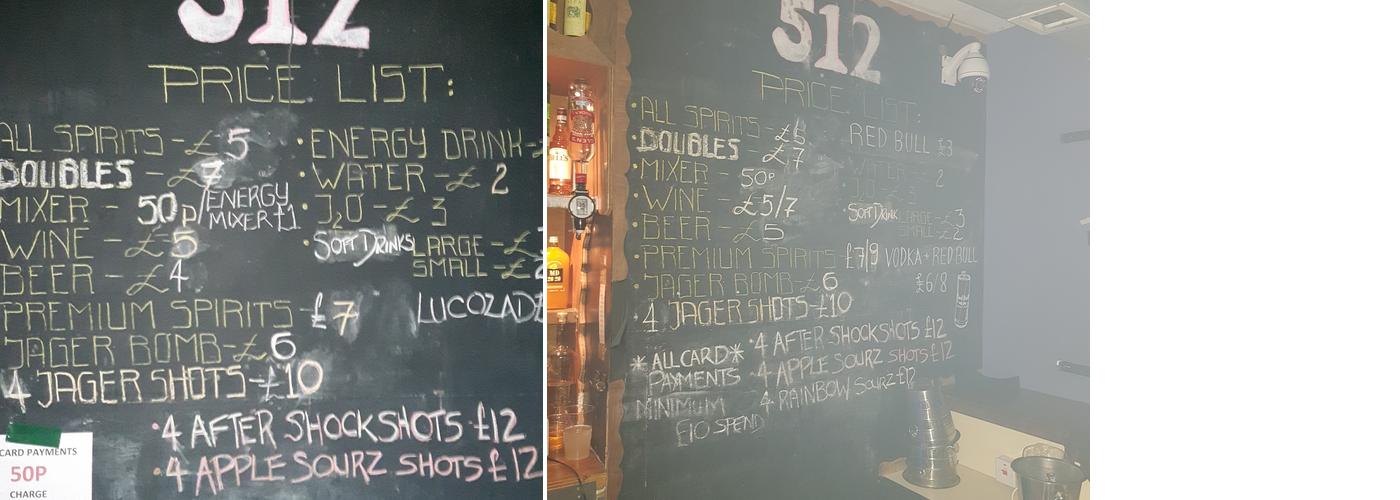 512
PRICE LIST:
ALL SPIRITS - £5
DOUBLES - £7
MIXER - 50p/ENERGY MIXER £1
WINE - £5
BEER - £4
PREMIUM SPIRITS - £7
JAGER BOMB - £6
4 JAGER SHOTS - £10
• ENERGY DRINK -
• WATER - £2
• J2O - £3
• SOFT DRINKS LARGE - £3
SMALL - £2
LUCOZADE
• 4 AFTER SHOCK SHOTS £12
• 4 APPLE SOURZ SHOTS £12
CARD PAYMENTS
50P
CHARGE
512
PRICE LIST:
• ALL SPIRITS - £5
• DOUBLES - £7
• MIXER 50p
• WINE - £5/7
• BEER - £5
• PREMIUM SPIRITS - £7/9
• JAGER BOMB - £6
• 4 JAGER SHOTS - £10
RED BULL £3
WATER - 2
SOFT DRINK LARGE - £3
SMALL - £2
VODKA + RED BULL
£6/8
*ALL CARD*
PAYMENTS
MINIMUM
£10 SPEND
• 4 AFTER SHOCK SHOTS £12
• 4 APPLE SOURZ SHOTS £12
4 RAINBOW SOURZ £12